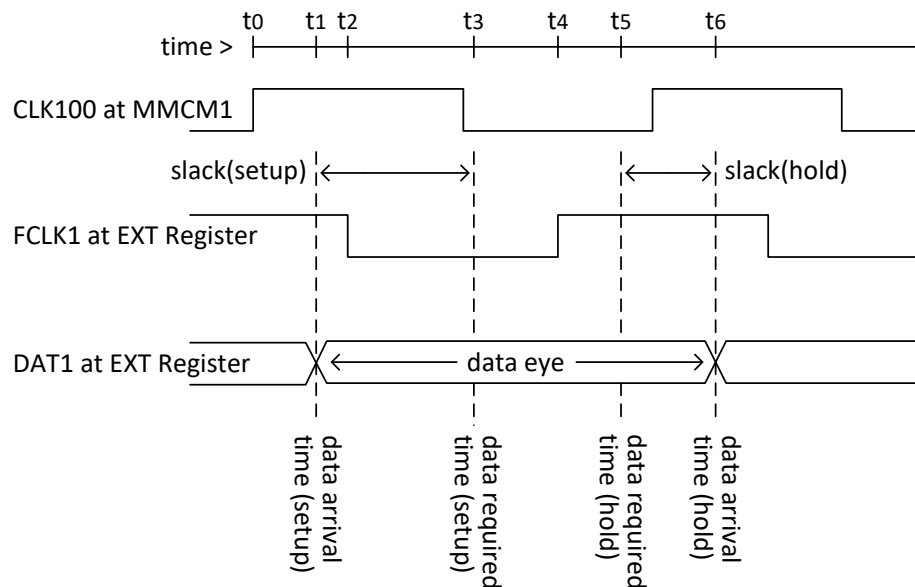 t0 t1 t2 t3 t4 t5 t6
time >
CLK100 at MMCM1
slack(setup) slack(hold)
FCLK1 at EXT Register
DAT1 at EXT Register data eye
data arrival
time (setup)
data required
time (setup)
data required
time (hold)
data arrival
time (hold)